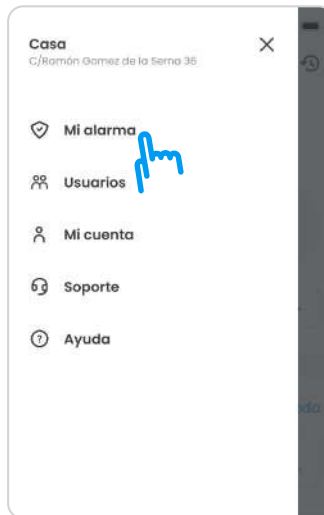 Casa
C/Ramón Gomez de la Serna 36
Mi alarma
Usuarios
Mi cuenta
Soporte
Ayuda